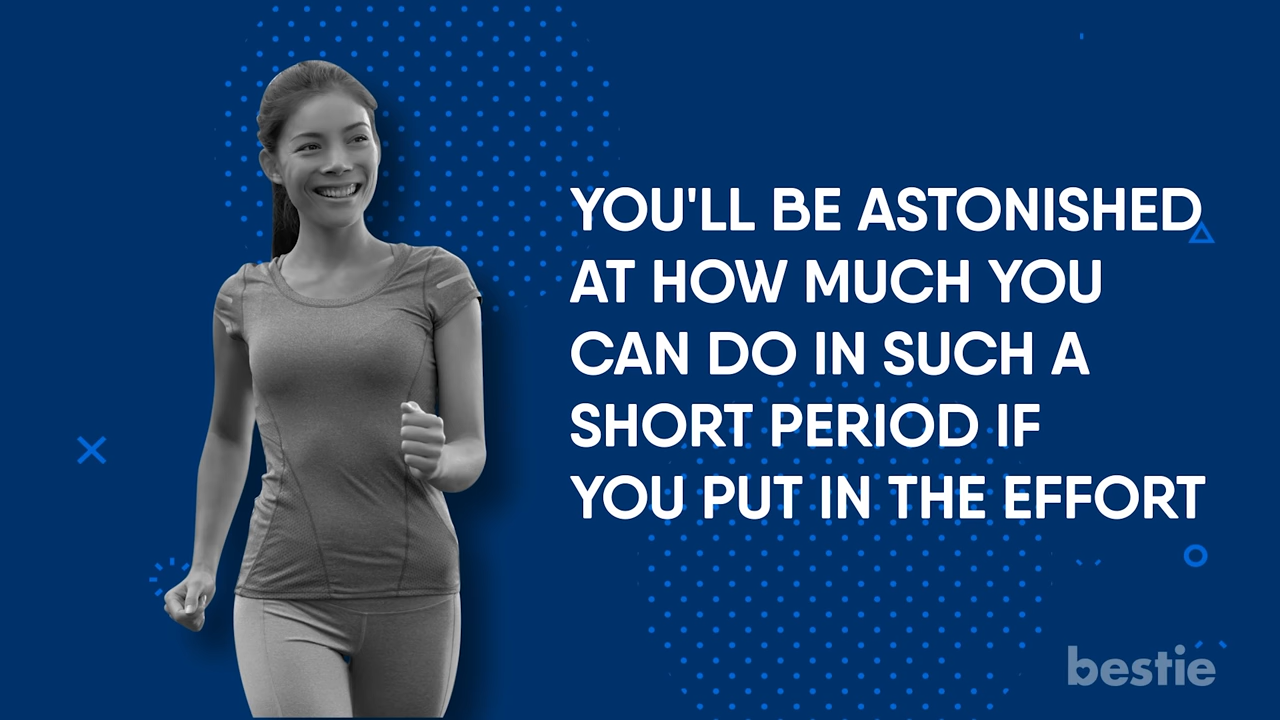 YOU'LL BE ASTONISHED
AT HOW MUCH YOU
CAN DO IN SUCH A
SHORT PERIOD IF
YOU PUT IN THE EFFORT
bestie